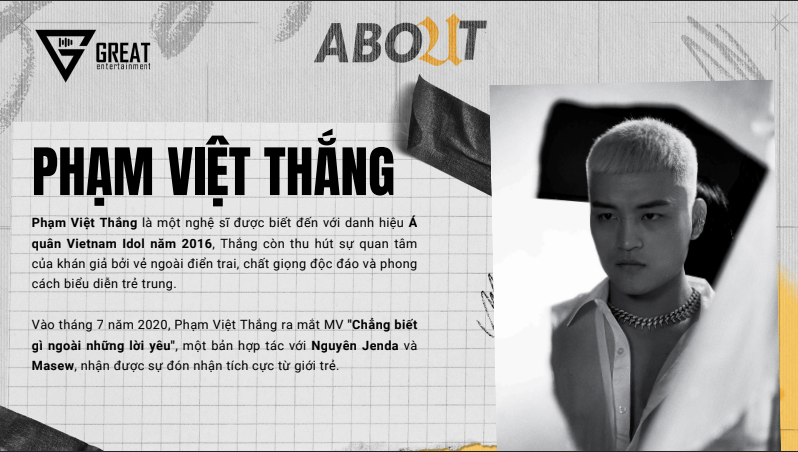 GREAT
entertainment
ABOUT
PHẠM VIỆT THẮNG
Phạm Việt Thắng là một nghệ sĩ được biết đến với danh hiệu Á
quân Vietnam Idol năm 2016, Thắng còn thu hút sự quan tâm
của khán giả bởi vẻ ngoài điển trai, chất giọng độc đáo và phong
cách biểu diễn trẻ trung.
Vào tháng 7 năm 2020, Phạm Việt Thắng ra mắt MV "Chẳng biết
gì ngoài những lời yêu", một bản hợp tác với Nguyên Jenda và
Masew, nhận được sự đón nhận tích cực từ giới trẻ.